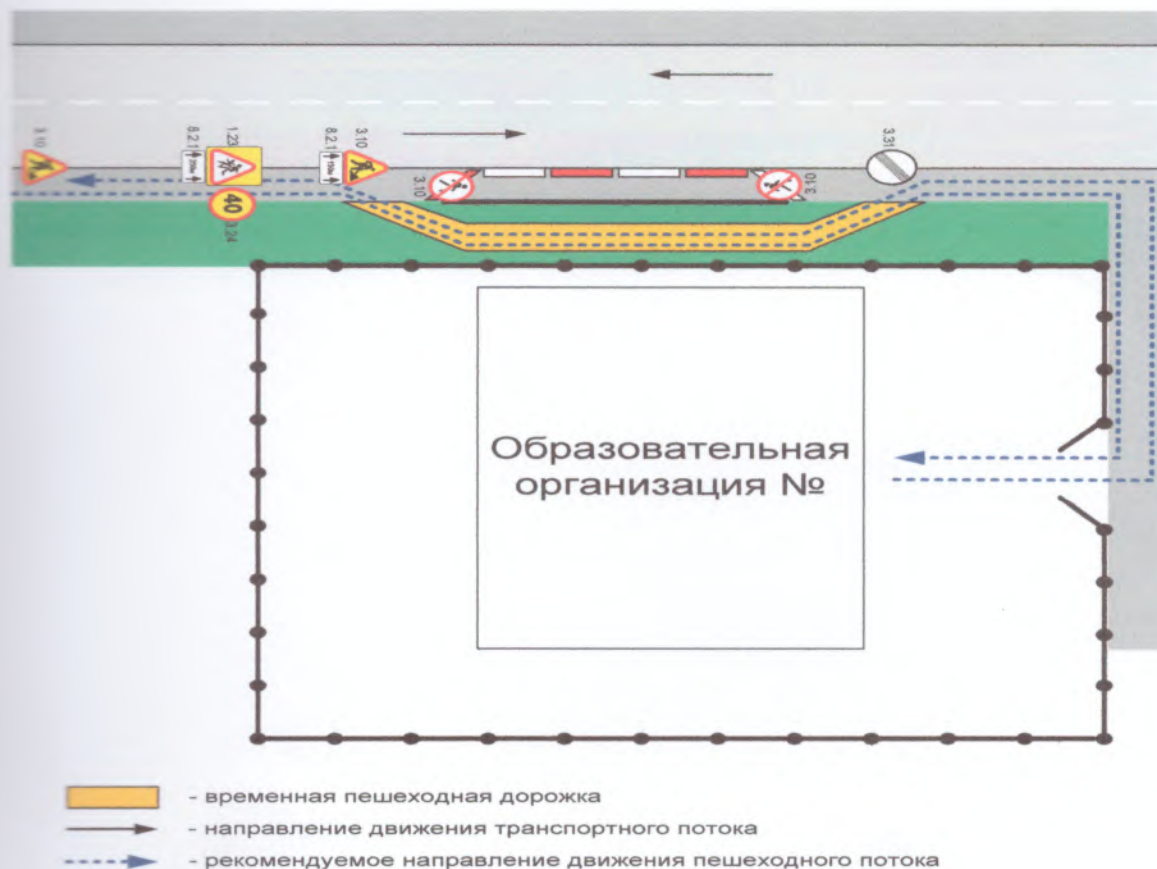 3.10
8.2.1
1.23
40
3.24
8.2.1
150м
3.10
3.10
3.10
3.31
Образовательная
организация №
- временная пешеходная дорожка
- направление движения транспортного потока
- рекомендуемое направление движения пешеходного потока